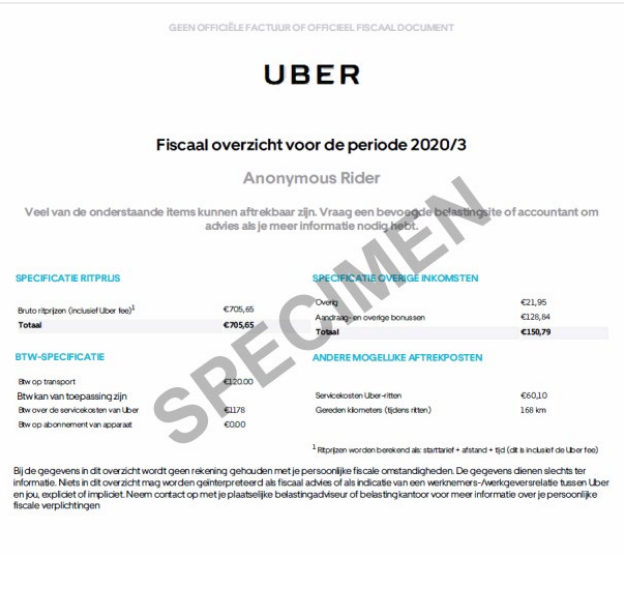 GEEN OFFICIËLE FACTUUR OF OFFICIEEL FISCAAL DOCUMENT
UBER
Fiscaal overzicht voor de periode 2020/3
Anonymous Rider
Veel van de onderstaande items kunnen aftrekbaar zijn. Vraag een bevoegde belastingsite of accountant om
advies als je meer informatie nodig hebt.
SPECIMEN
SPECIFICATIE RITPRIJS
Bruto ritprijzen (inclusief Uber fee)1 €705,65
Totaal €705,65
SPECIFICATIE OVERIGE INKOMSTEN
Overig €21,95
Aandraag- en overige bonussen €128,84
Totaal €150,79
BTW-SPECIFICATIE
Btw op transport €120.00
Btw kan van toepassing zijn
Btw over de servicekosten van Uber €1178
Btw op abonnement van apparaat €000
ANDERE MOGELIJKE AFTREKPOSTEN
Servicekosten Uber-ritten €60,10
Gereden kilometers (tijdens ritten) 168 km
1 Ritprijzen worden berekend als: starttarief + afstand + tijd (dit is inclusief de Uber fee)
Bij de gegevens in dit overzicht wordt geen rekening gehouden met je persoonlijke fiscale omstandigheden. De gegevens dienen slechts ter
informatie. Niets in dit overzicht mag worden geïnterpreteerd als fiscaal advies of als indicatie van een werknemers-/werkgeversrelatie tussen Uber
en jou, expliciet of impliciet. Neem contact op met je plaatselijke belastingadviseur of belastingkantoor voor meer informatie over je persoonlijke
fiscale verplichtingen